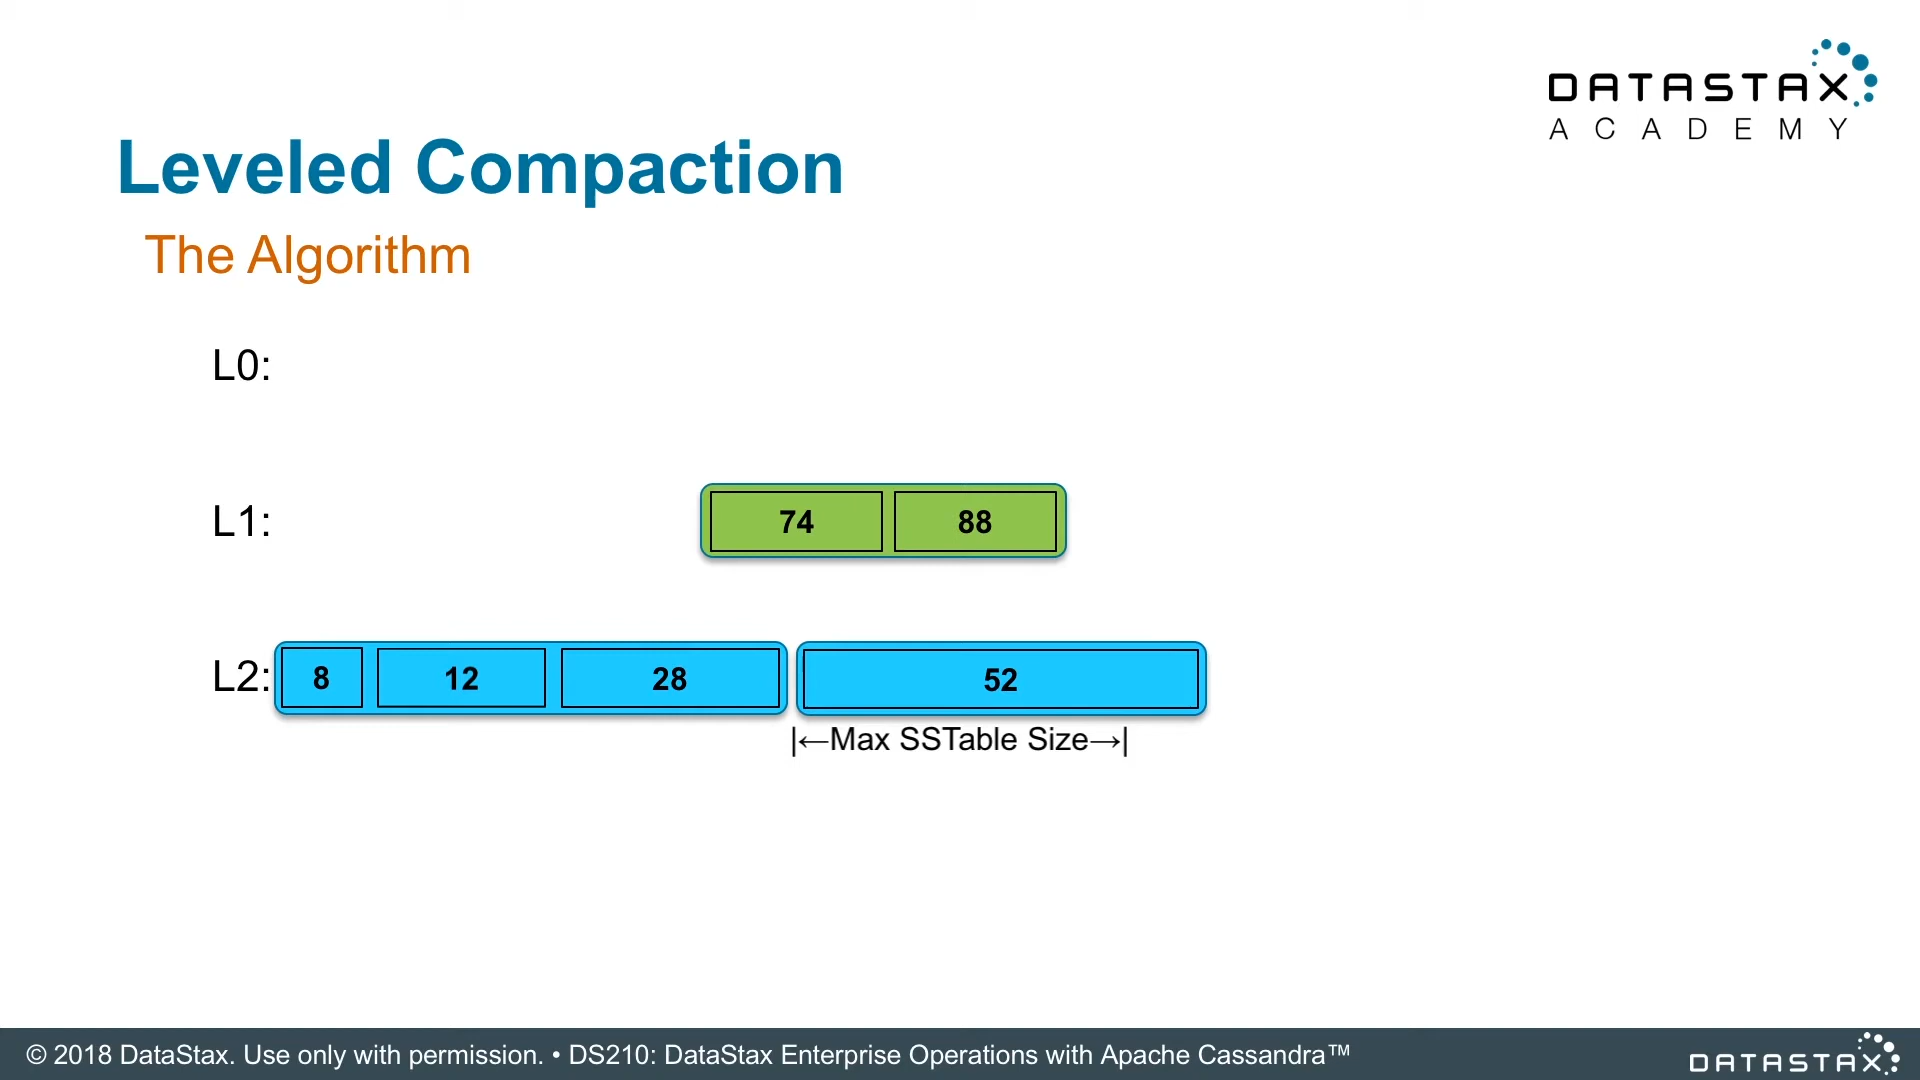 DATASTAX
ACADEMY
Leveled Compaction
The Algorithm
L0:
L1:
74 88
L2:
8 12 28 52
|←Max SSTable Size→|
© 2018 DataStax. Use only with permission. • DS210: DataStax Enterprise Operations with Apache Cassandra™
DATASTAX